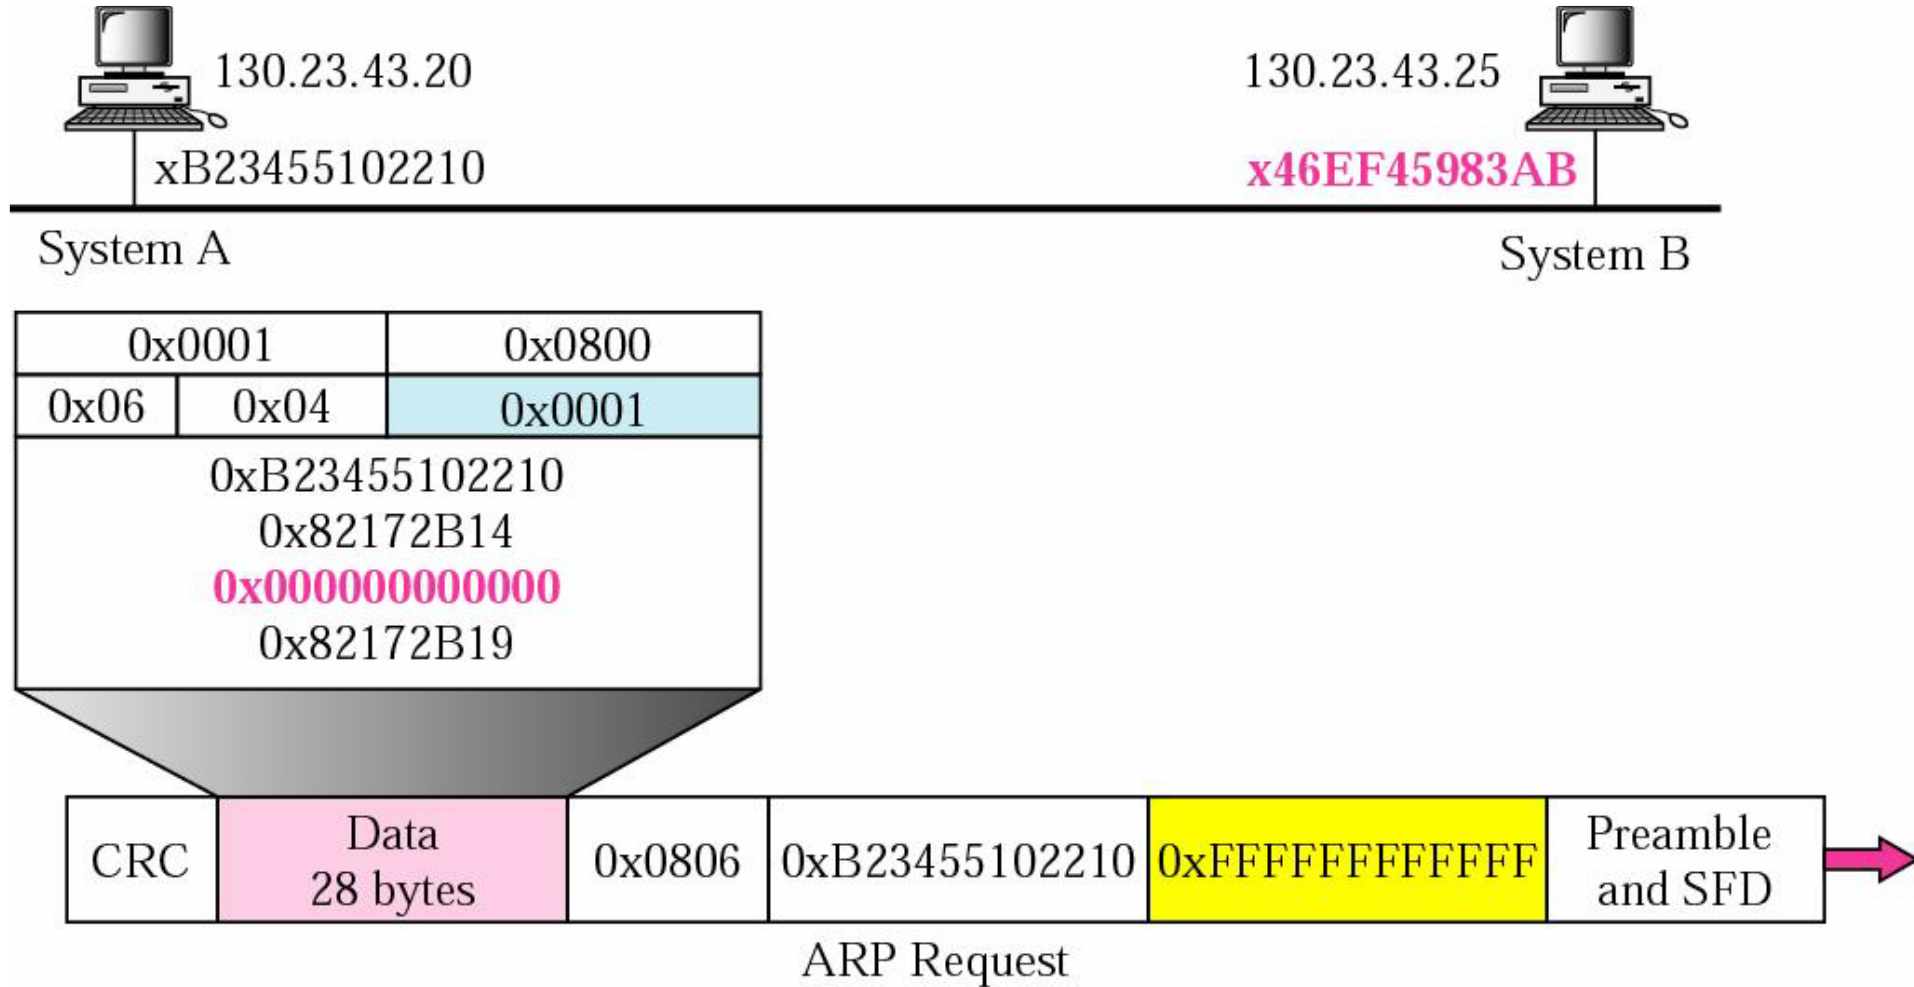 130.23.43.20
130.23.43.25
xB23455102210
x46EF45983AB
System A
System B
0x0001
0x0800
0x06
0x04
0x0001
0xB23455102210
0x82172B14
0x000000000000
0x82172B19
CRC
Data
28 bytes
0x0806
0xB23455102210
0xFFFFFFFFFFFF
Preamble
and SFD
ARP Request